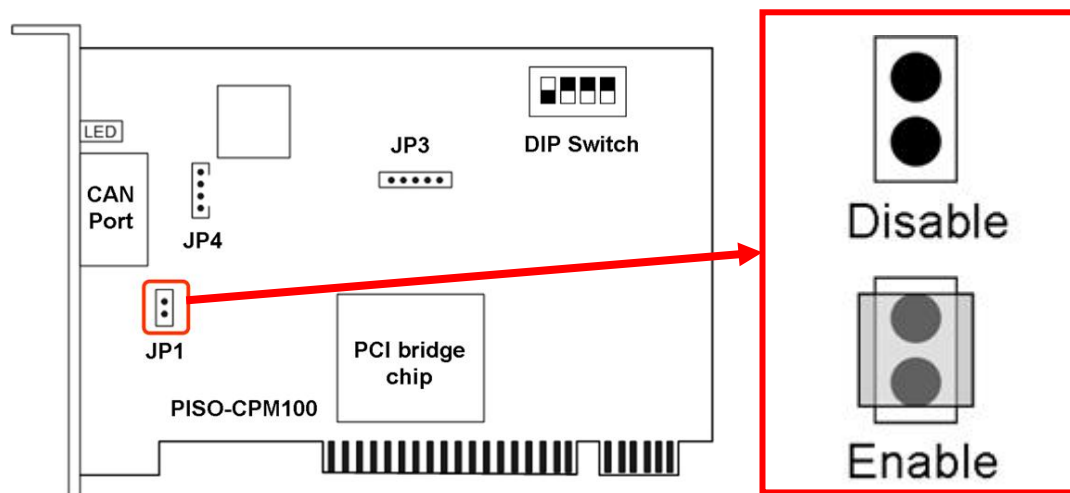 LED
CAN
Port
JP4
JP3
DIP Switch
JP1
PCI bridge
chip
PISO-CPM100
Disable
Enable